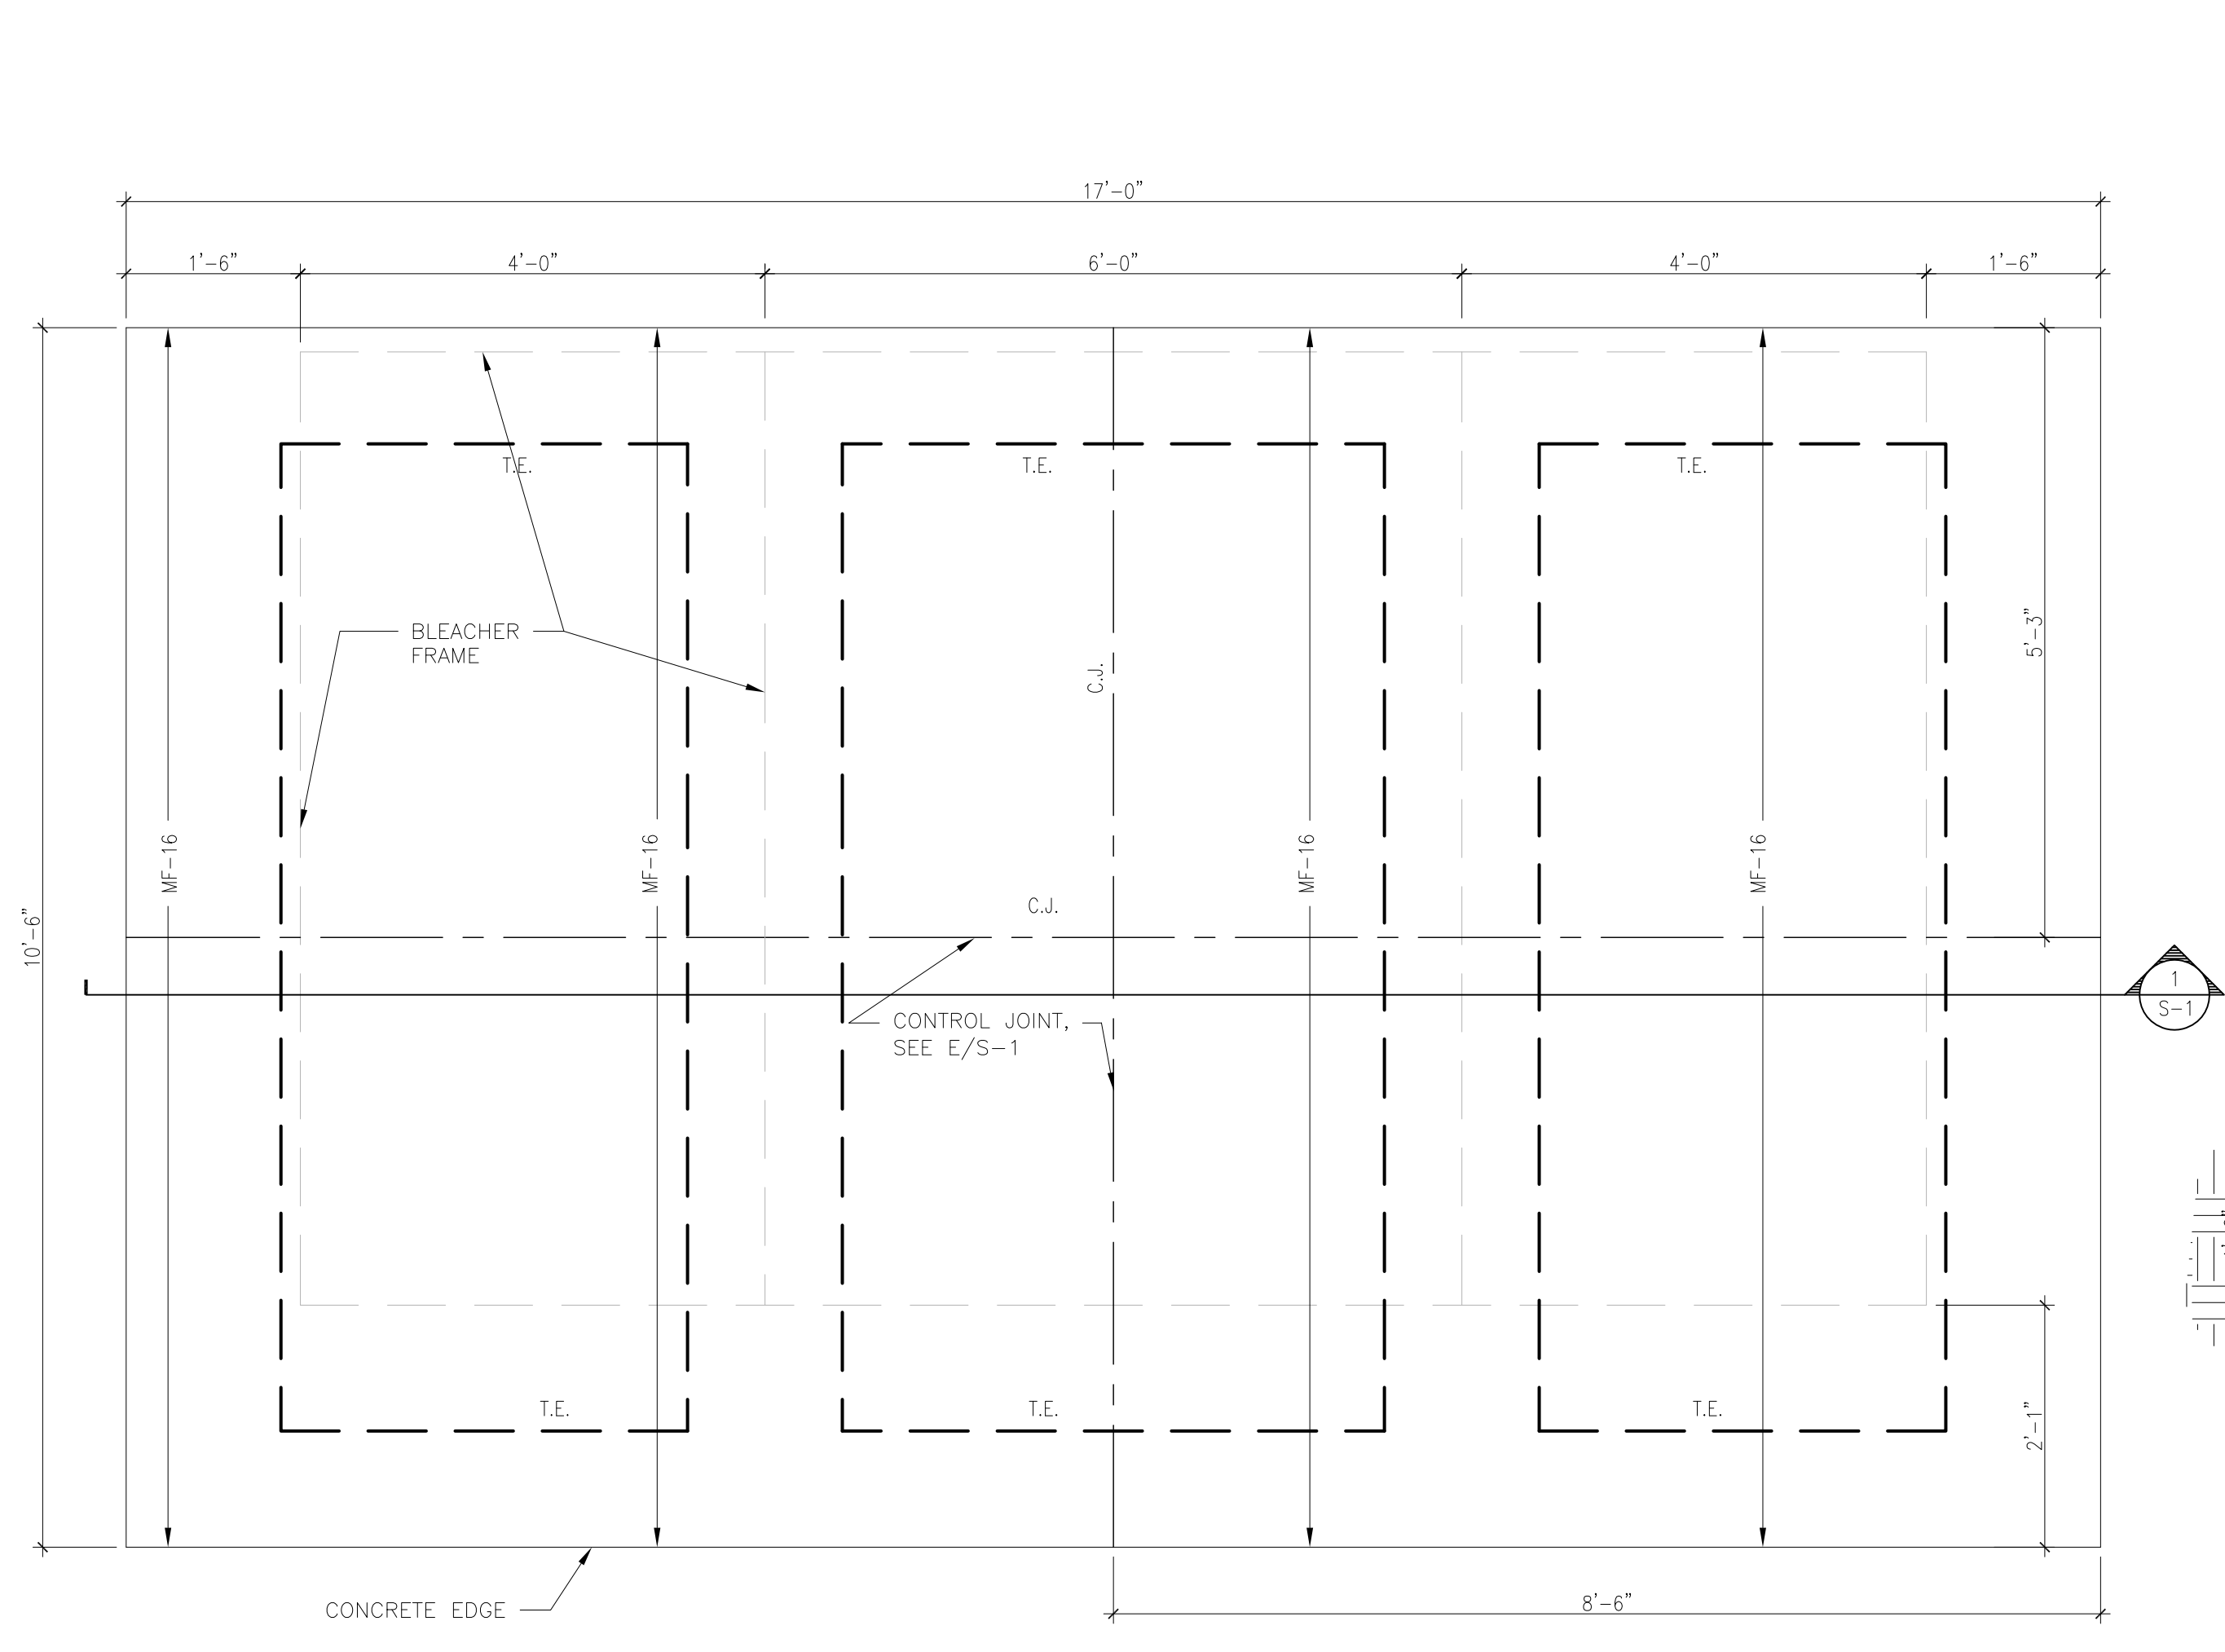 17'-0"
1'-6"
4'-0"
6'-0"
4'-0"
1'-6"
T.E.
T.E.
T.E.
5'-3"
BLEACHER
FRAME
C.J.
MF-16
MF-16
MF-16
MF-16
C.J.
10'-6"
1
S-1
CONTROL JOINT,
SEE E/S-1
T.E.
T.E.
T.E.
2'-1"
CONCRETE EDGE
8'-6"